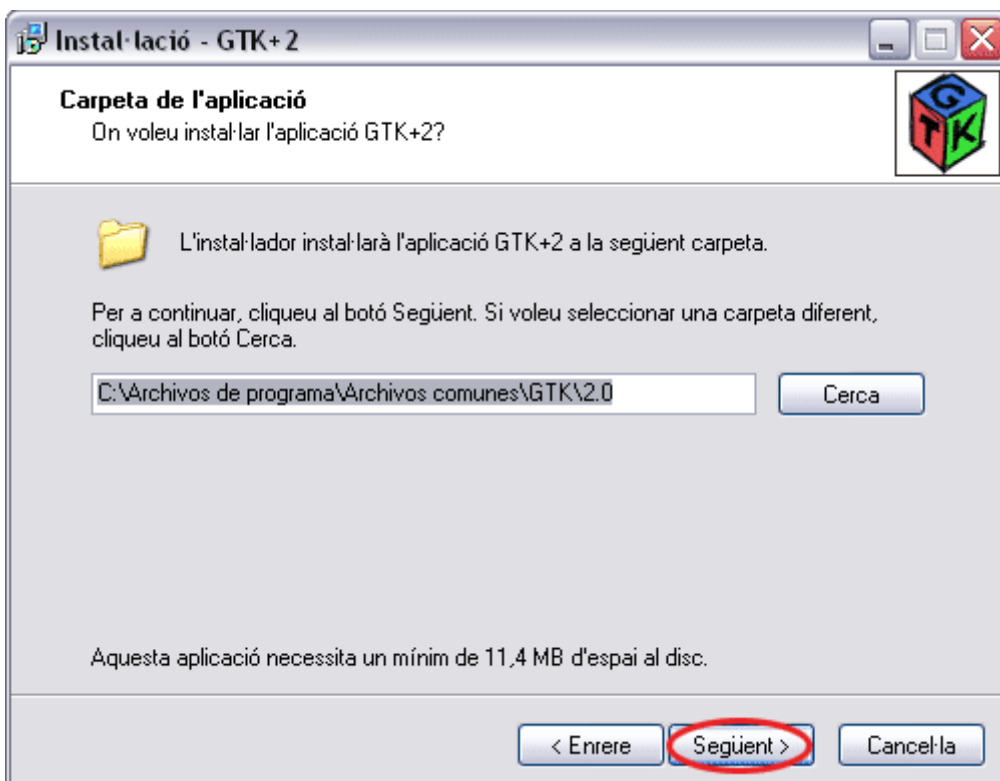 Instal·lació - GTK+2
Carpeta de l'aplicació
On voleu instal·lar l'aplicació GTK+2?
G
T K
L'instal·lador instal·larà l'aplicació GTK+2 a la següent carpeta.
Per a continuar, cliqueu al botó Següent. Si voleu seleccionar una carpeta diferent,
cliqueu al botó Cerca.
C:\Archivos de programa\Archivos comunes\GTK\2.0
Cerca
Aquesta aplicació necessita un mínim de 11,4 MB d'espai al disc.
< Enrere
Següent >
Cancel·la